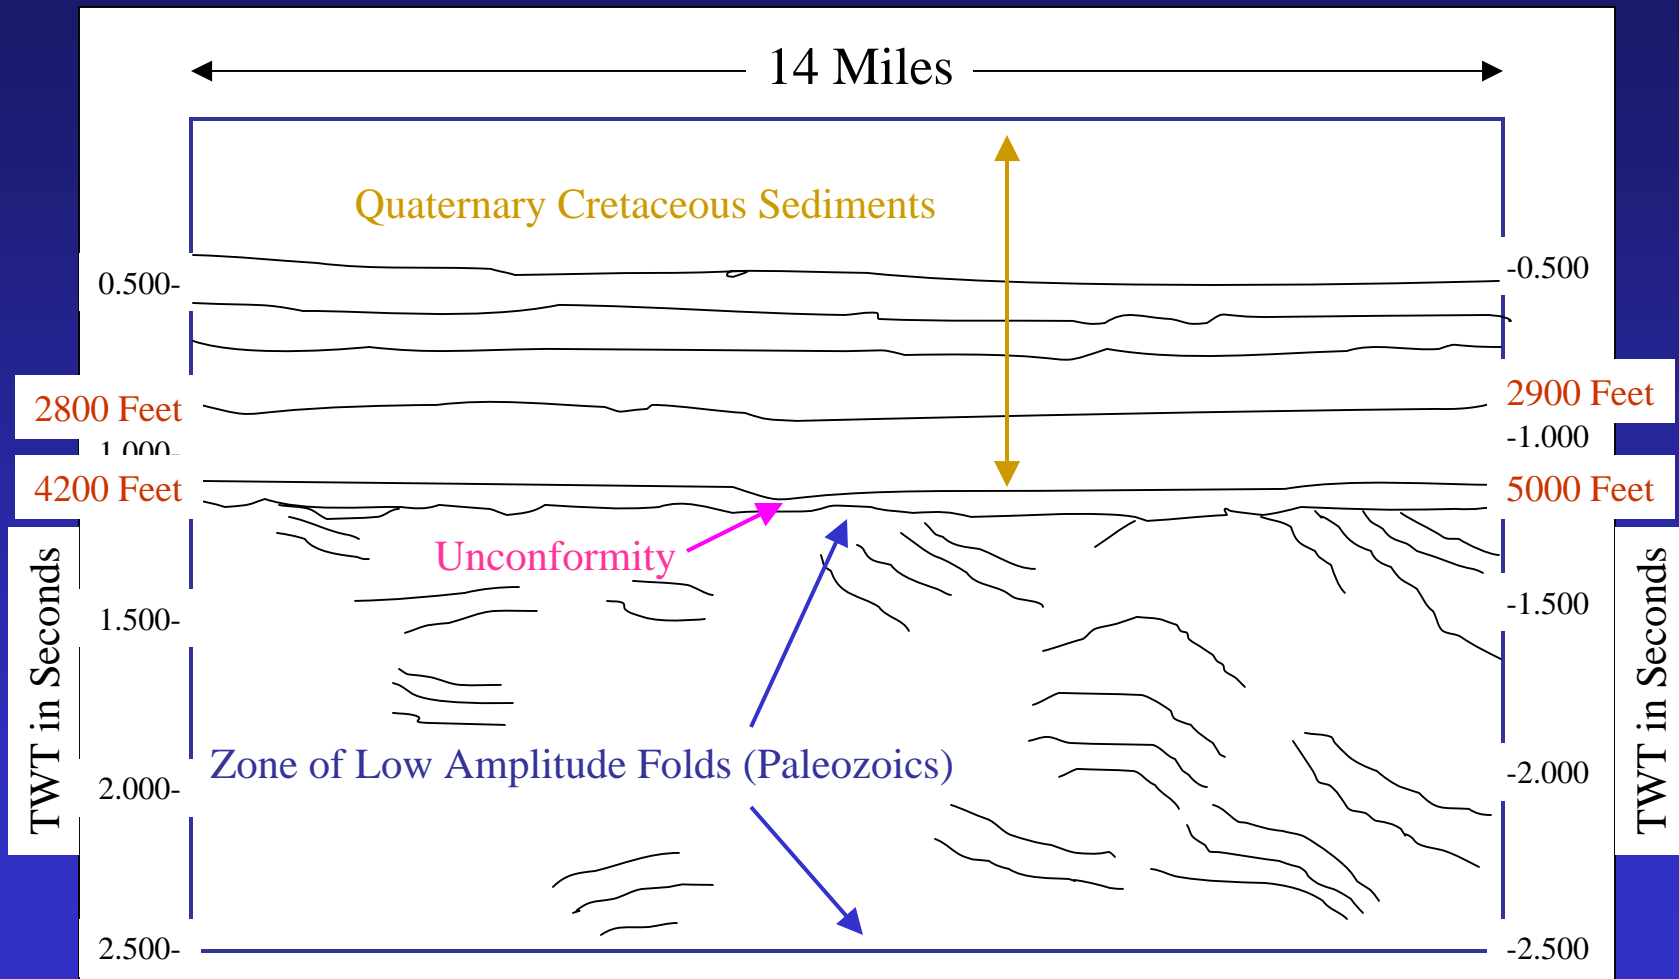 14 Miles
Quaternary Cretaceous Sediments
0.500-
-0.500
2800 Feet
2900 Feet
1.000-
-1.000
4200 Feet
5000 Feet
Unconformity
TWT in Seconds
TWT in Seconds
1.500-
-1.500
Zone of Low Amplitude Folds (Paleozoics)
2.000-
-2.000
2.500-
-2.500